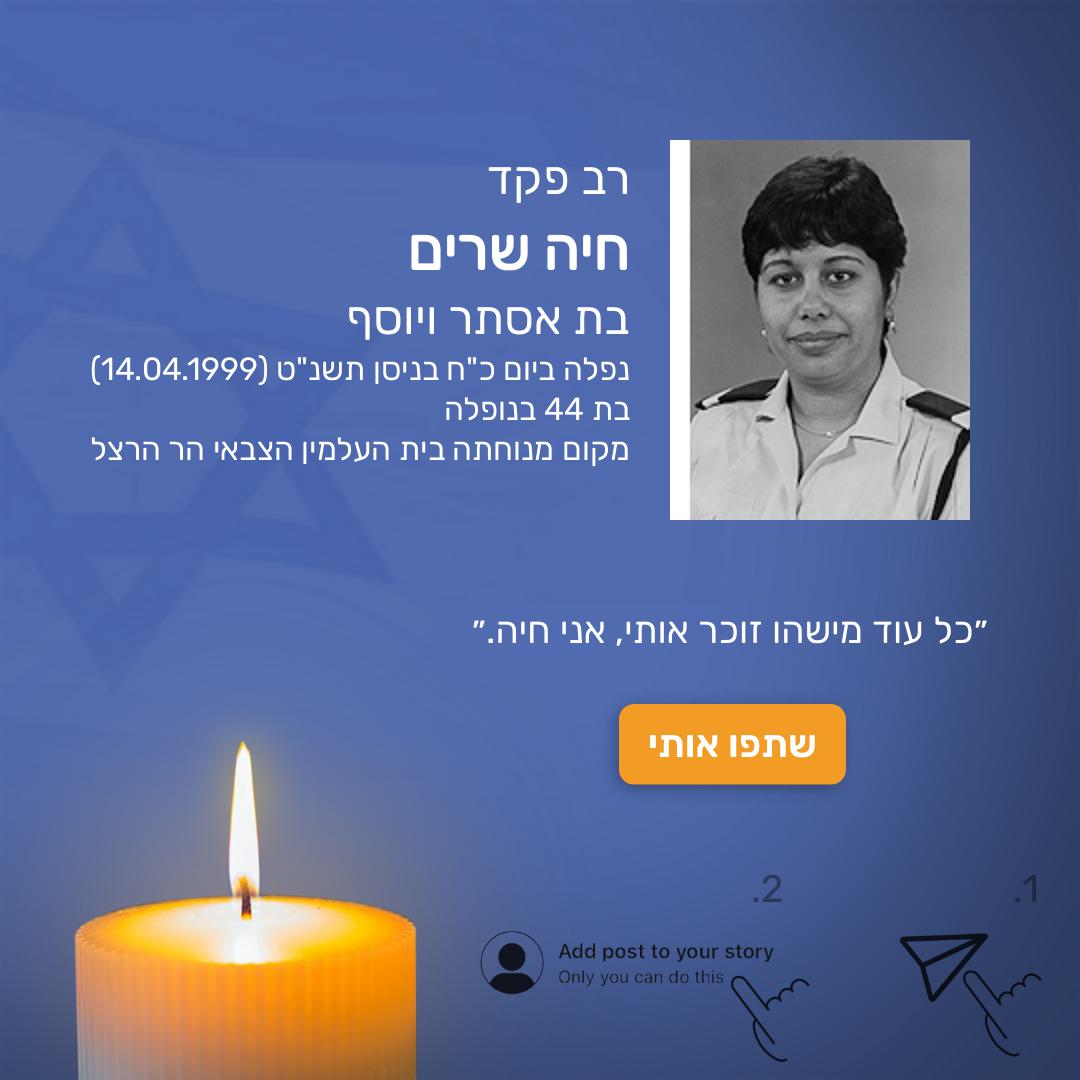 רב פקד
חיה שרים
בת אסתר ויוסף
נפלה ביום כ"ח בניסן תשנ"ט (14.04.1999)
בת 44 בנופלה
מקום מנוחתה בית העלמין הצבאי הר הרצל
״כל עוד מישהו זוכר אותי, אני חיה.״
שתפו אותי
1.
2.
Add post to your story
Only you can do this